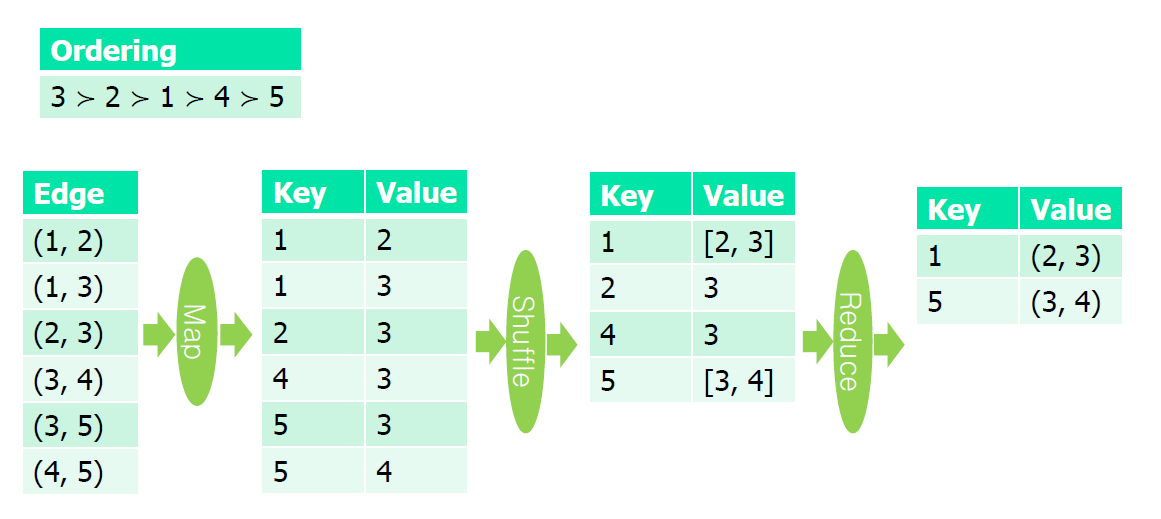 Ordering
3 ≻ 2 ≻ 1 ≻ 4 ≻ 5
Edge
(1, 2)
(1, 3)
(2, 3)
(3, 4)
(3, 5)
(4, 5)
Map
Key Value
1 2
1 3
2 3
4 3
5 3
5 4
Shuffle
Key Value
1 [2, 3]
2 3
4 3
5 [3, 4]
Reduce
Key Value
1 (2, 3)
5 (3, 4)